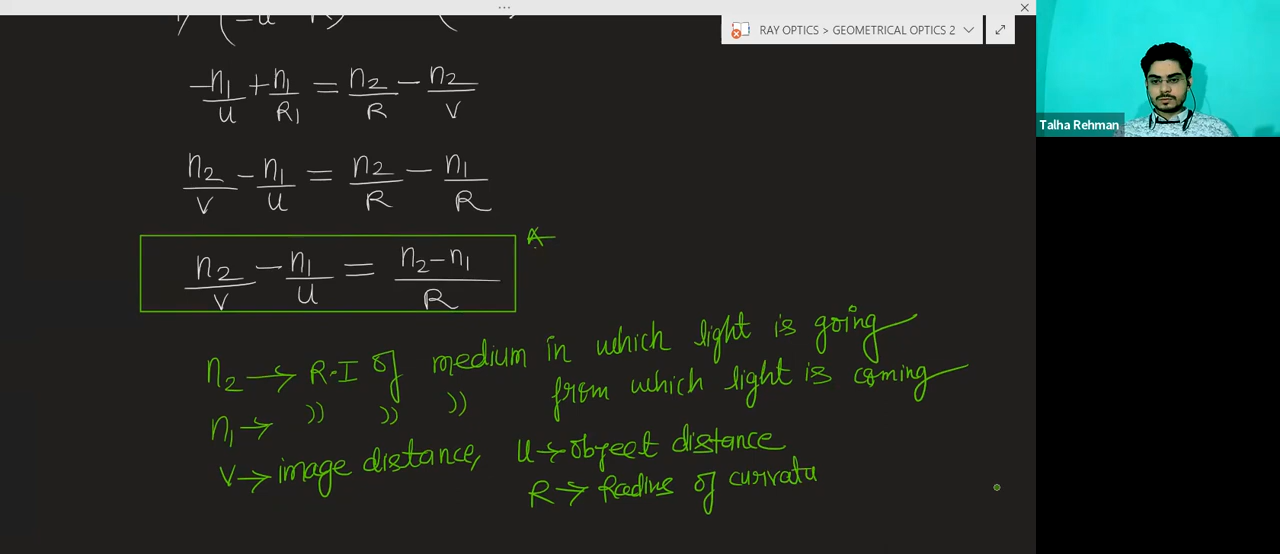 RAY OPTICS > GEOMETRICAL OPTICS 2
Talha Rehman
-n1/u + n1/R1 = n2/R - n2/v
n2/v - n1/u = n2/R - n1/R
n2/v - n1/u = n2-n1/R
n2 → R.I of medium in which light is going
n1 → )) )) )) from which light is coming
v → image distance, u → object distance
R → Radius of curvatu